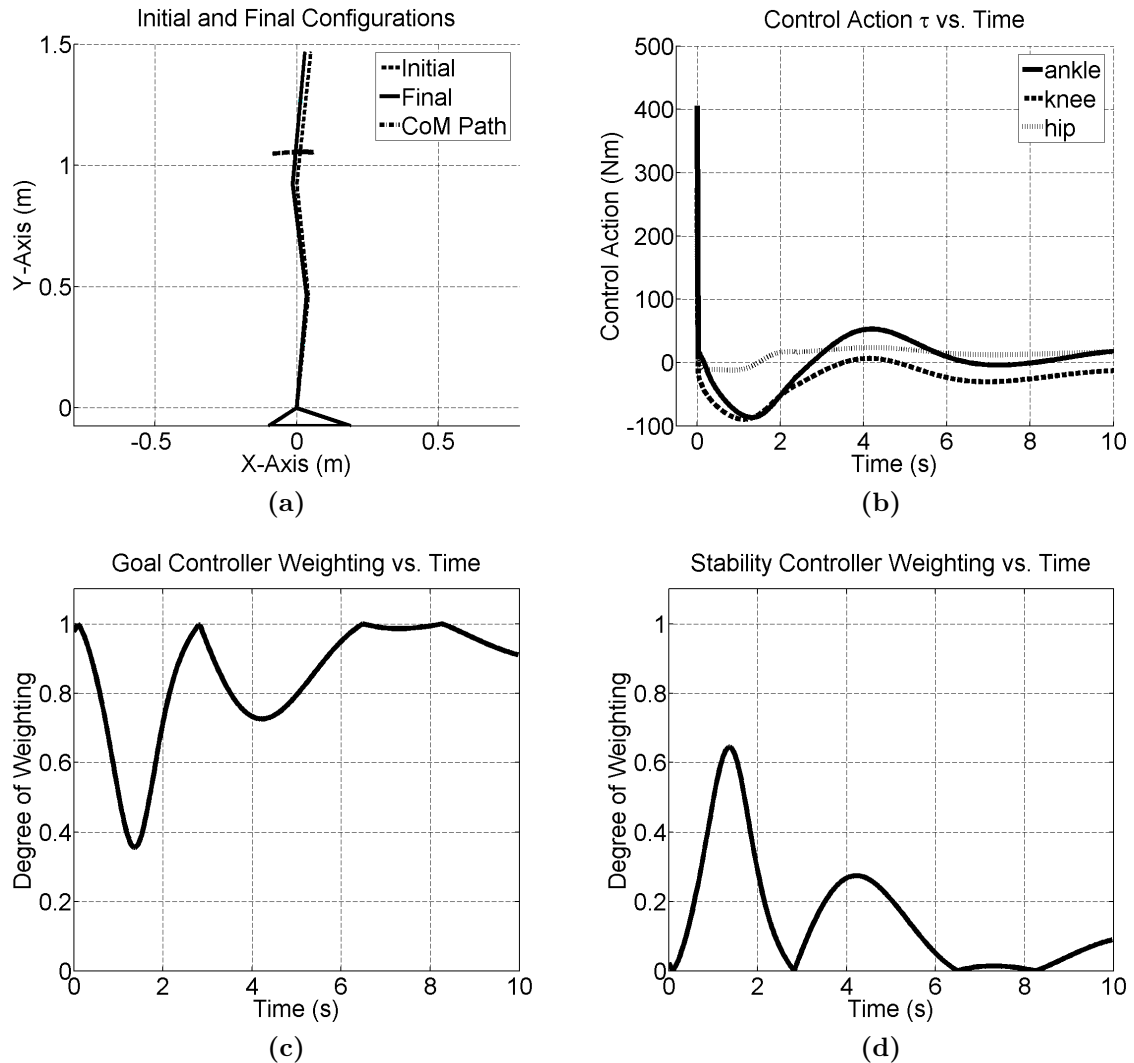 Initial and Final Configurations
1.5
1
0.5
0
Y-Axis (m)
Initial
Final
CoM Path
-0.5 0 0.5
X-Axis (m)
(a)
Control Action τ vs. Time
500
400
300
200
100
0
-100
Control Action (Nm)
ankle
knee
hip
0 2 4 6 8 10
Time (s)
(b)
Goal Controller Weighting vs. Time
1
0.8
0.6
0.4
0.2
0
Degree of Weighting
0 2 4 6 8 10
Time (s)
(c)
Stability Controller Weighting vs. Time
1
0.8
0.6
0.4
0.2
0
Degree of Weighting
0 2 4 6 8 10
Time (s)
(d)